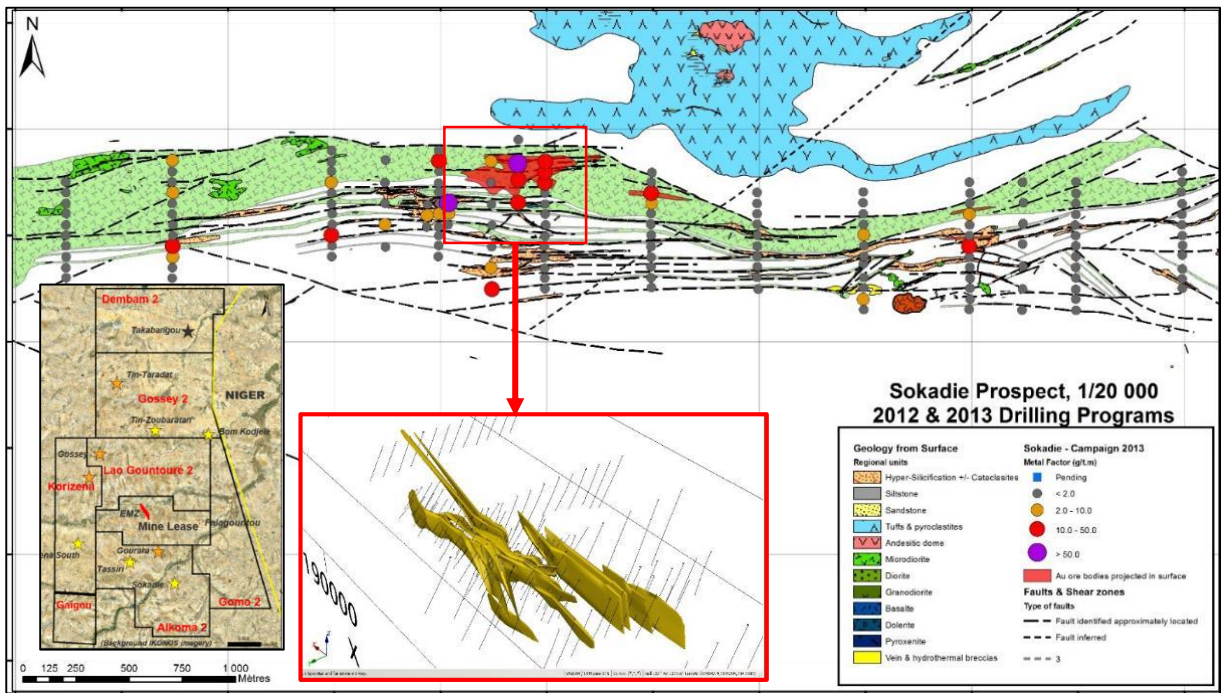 N
Sokadie Prospect, 1/20 000
2012 & 2013 Drilling Programs
Geology from Surface
Regional units
Hyper-Silicification +/- Cataclasites
Siltstone
Sandstone
Tuffs & pyroclastites
Andesitic dome
Microdiorite
Diorite
Granodiorite
Basalte
Dolerite
Pyroxenite
Vein & hydrothermal breccias
Sokadie - Campaign 2013
Metal Factor (g/t.m)
Pending
< 2.0
2.0 - 10.0
10.0 - 50.0
> 50.0
Au ore bodies projected in surface
Faults & Shear zones
Type of faults
Fault identified approximately located
Fault inferred
3
Dembam 2
Takabangou
Tin-Taradat
NIGER
Gossey 2
Tin-Zoubaratan
Bom Kodjele
Gossey
Lao Gountouré 2
Korizena
EMZ
Mine Lease
Falagountou
South
Gourara
Tassiri
Sokadie
Gaigou
Gomo 2
Alkoma 2
(Background IKONOS imagery)
0 125 250 500 750 1 000
Mètres
190000
X